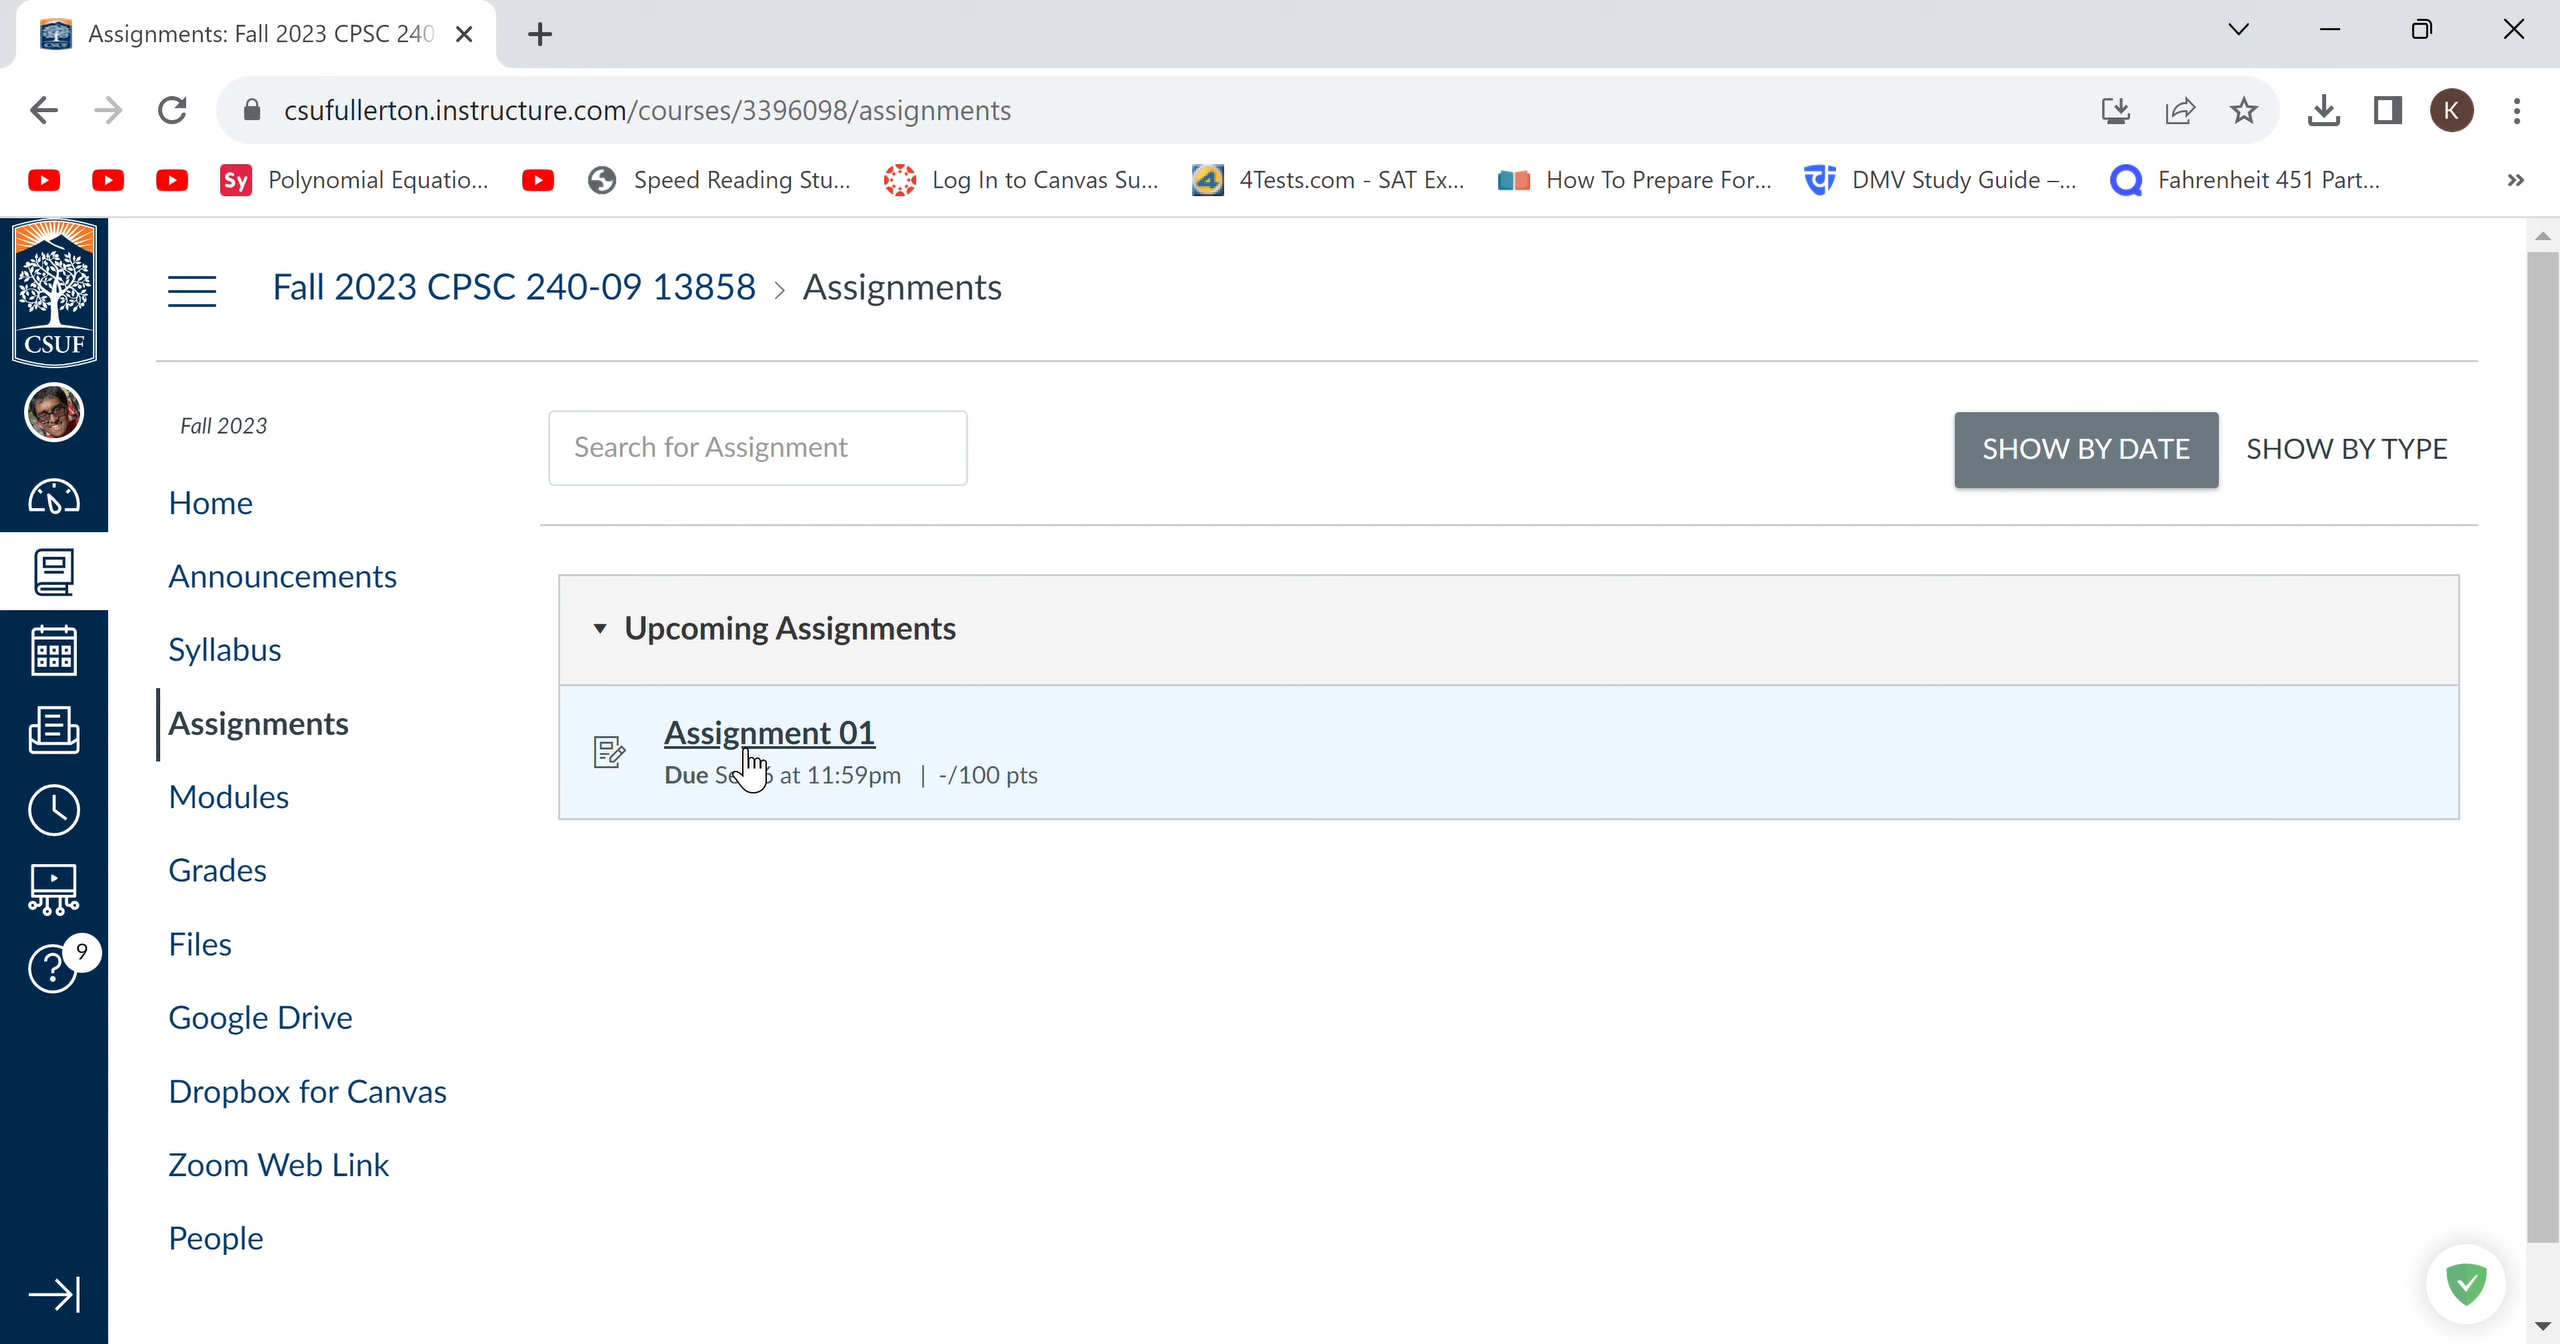 Assignments: Fall 2023 CPSC 240
csufullerton.instructure.com/courses/3396098/assignments
K
Sy Polynomial Equatio...
Speed Reading Stu...
Log In to Canvas Su...
4 4Tests.com - SAT Ex...
How To Prepare For...
DMV Study Guide –...
Fahrenheit 451 Part...
»
CSUF
Fall 2023 CPSC 240-09 13858 > Assignments
Fall 2023
Search for Assignment
SHOW BY DATE
SHOW BY TYPE
Home
Announcements
Syllabus
Assignments
Modules
Grades
Files
Google Drive
Dropbox for Canvas
Zoom Web Link
People
Upcoming Assignments
Assignment 01
Due at 11:59pm | -/100 pts
9
?